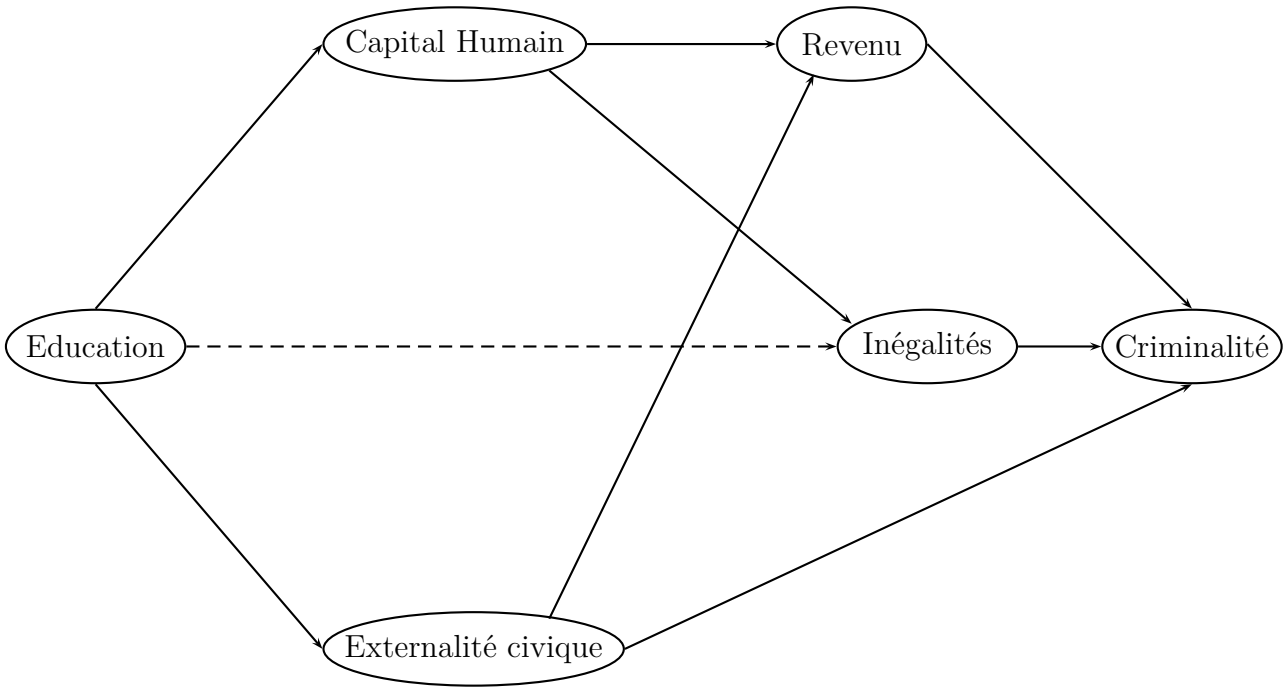 Capital Humain
Revenu
Education
Inégalités
Criminalité
Externalité civique